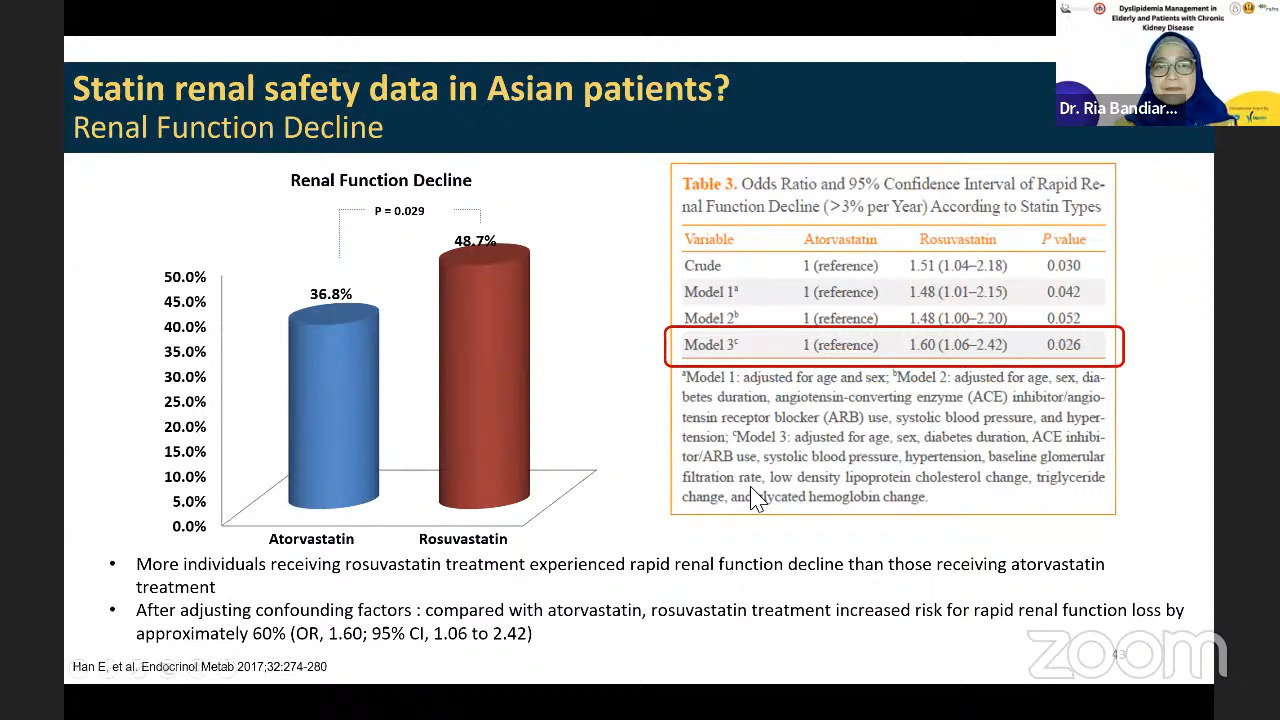 Dyslipidemia Management in
Elderly and Patients with Chronic
Kidney Disease
Dr. Ria Bandiar...
Statin renal safety data in Asian patients?
Renal Function Decline
Renal Function Decline
P = 0.029
48.7%
36.8%
50.0%
45.0%
40.0%
35.0%
30.0%
25.0%
20.0%
15.0%
10.0%
5.0%
0.0%
Atorvastatin Rosuvastatin
Table 3. Odds Ratio and 95% Confidence Interval of Rapid Re-
nal Function Decline (>3% per Year) According to Statin Types
Variable Atorvastatin Rosuvastatin P value
Crude 1 (reference) 1.51 (1.04–2.18) 0.030
Model 1ᵃ 1 (reference) 1.48 (1.01–2.15) 0.042
Model 2ᵇ 1 (reference) 1.48 (1.00–2.20) 0.052
Model 3ᶜ 1 (reference) 1.60 (1.06–2.42) 0.026
ᵃModel 1: adjusted for age and sex; ᵇModel 2: adjusted for age, sex, dia-
betes duration, angiotensin-converting enzyme (ACE) inhibitor/angio-
tensin receptor blocker (ARB) use, systolic blood pressure, and hyper-
tension; ᶜModel 3: adjusted for age, sex, diabetes duration, ACE inhibi-
tor/ARB use, systolic blood pressure, hypertension, baseline glomerular
filtration rate, low density lipoprotein cholesterol change, triglyceride
change, and glycated hemoglobin change.
• More individuals receiving rosuvastatin treatment experienced rapid renal function decline than those receiving atorvastatin
treatment
• After adjusting confounding factors : compared with atorvastatin, rosuvastatin treatment increased risk for rapid renal function loss by
approximately 60% (OR, 1.60; 95% CI, 1.06 to 2.42)
Han E, et al. Endocrinol Metab 2017;32:274-280
43
zoom